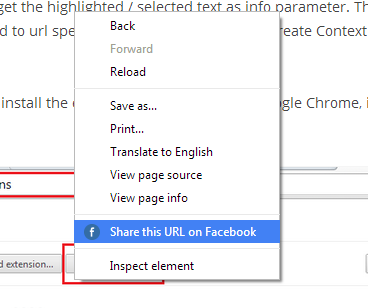 get the highlighted / selected text as info parameter. Th
Back
d to url spe
reate Context
Forward
Reload
Save as...
install the
ogle Chrome, i
Print...
Translate to English
View page source
ns
View page info
Share this URL on Facebook
d extension...
Inspect element